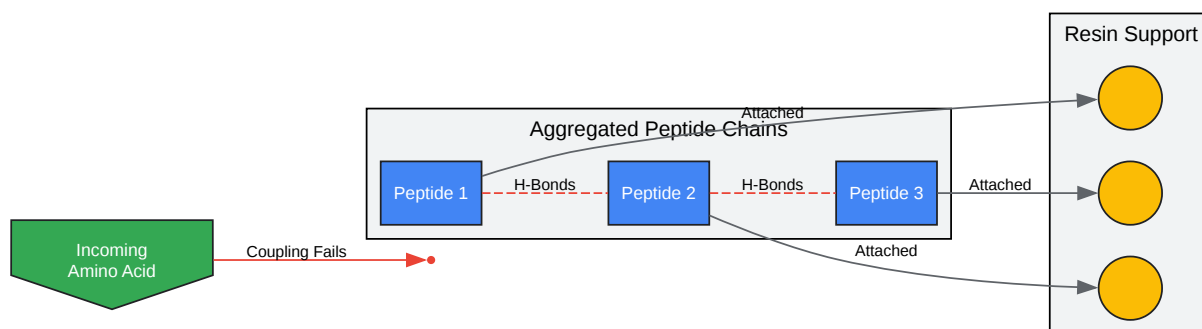 Resin Support
Attached
Aggregated Peptide Chains
Peptide 1
H-Bonds
Peptide 2
H-Bonds
Peptide 3
Attached
Incoming
Amino Acid
Coupling Fails
Attached